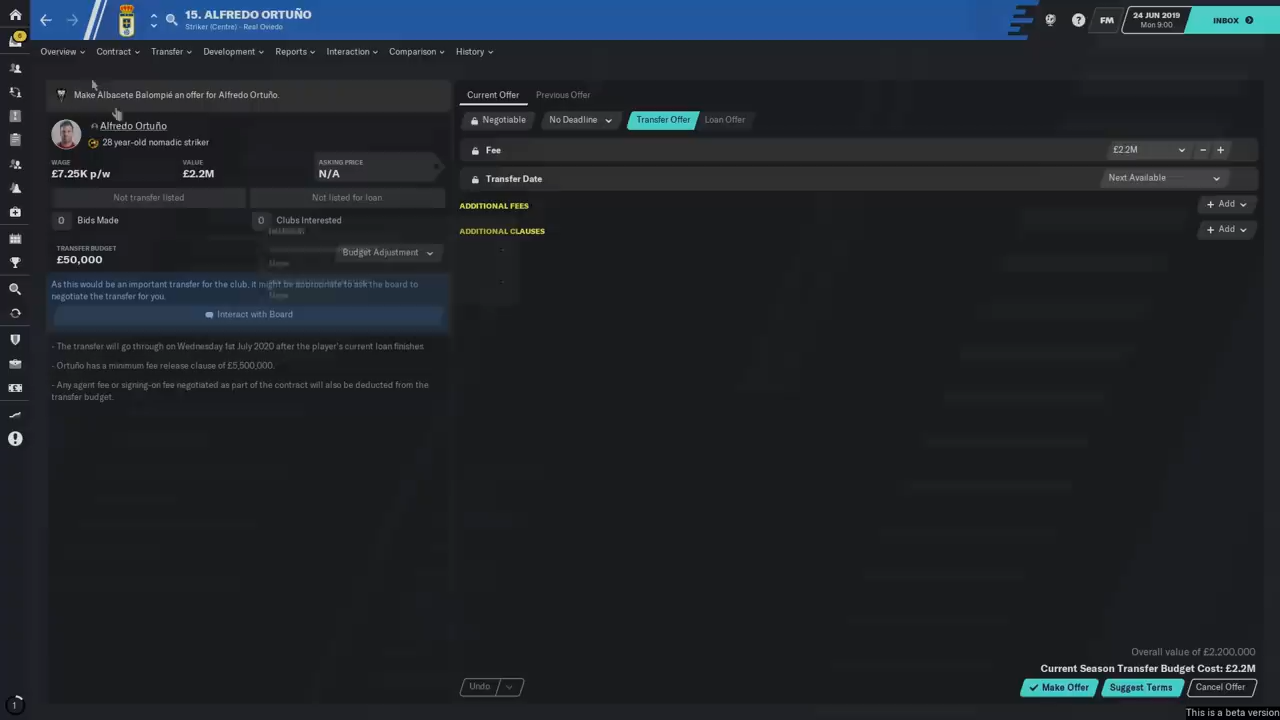 15. ALFREDO ORTUÑO
Striker (Centre) - Real Oviedo
FM
24 JUN 2019
Mon 9:00
INBOX
Overview
Contract
Transfer
Development
Reports
Interaction
Comparison
History
Make Albacete Balompié an offer for Alfredo Ortuño.
Alfredo Ortuño
28 year-old nomadic striker
WAGE
£7.25K p/w
VALUE
£2.2M
ASKING PRICE
N/A
Not transfer listed
Not listed for loan
0 Bids Made
0 Clubs Interested
TRANSFER BUDGET
£50,000
Budget Adjustment
As this would be an important transfer for the club, it might be appropriate to ask the board to
negotiate the transfer for you.
Interact with Board
- The transfer will go through on Wednesday 1st July 2020 after the player's current loan finishes
- Ortuño has a minimum fee release clause of £5,500,000.
- Any agent fee or signing-on fee negotiated as part of the contract will also be deducted from the
transfer budget.
Current Offer
Previous Offer
Negotiable
No Deadline
Transfer Offer
Loan Offer
Fee
£2.2M
Transfer Date
Next Available
ADDITIONAL FEES
Add
ADDITIONAL CLAUSES
Add
Overall value of £2,200,000
Current Season Transfer Budget Cost: £2.2M
Undo
Make Offer
Suggest Terms
Cancel Offer
1
This is a beta version